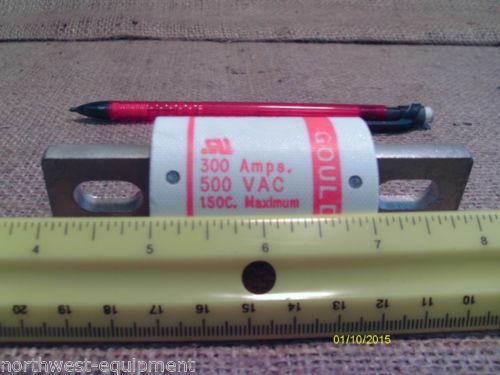 300 Amps.
500 VAC
150C. Maximum
GOULD
4 5 6 7 8
20 19 18 17 16 15 14 13 12 11 10
01/10/2015
northwest-equipment